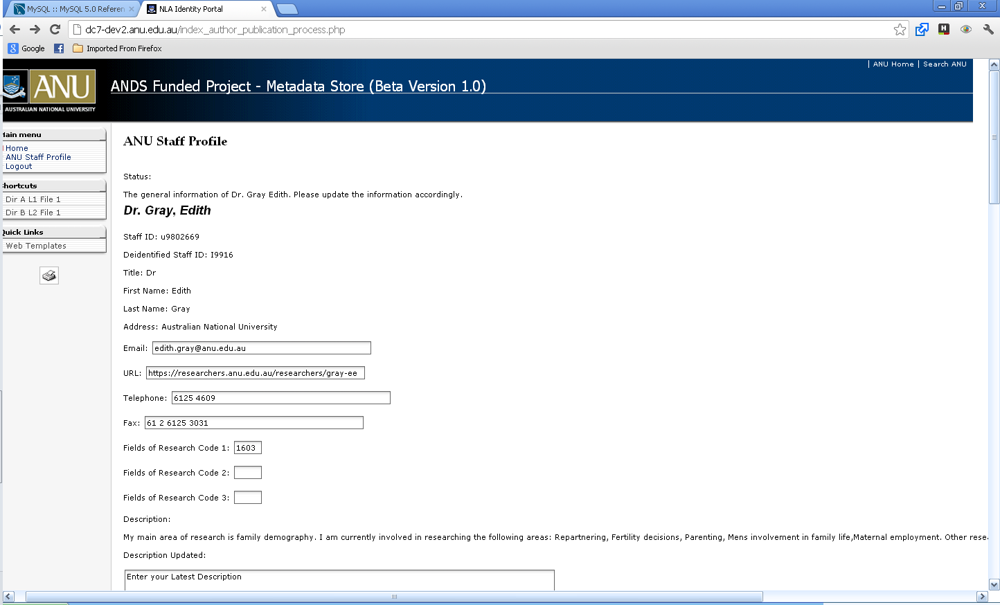 MySQL :: MySQL 5.0 Referen
NLA Identity Portal
dc7-dev2.anu.edu.au/index_author_publication_process.php
Google
Imported From Firefox
ANU Home | Search ANU
ANU
AUSTRALIAN NATIONAL UNIVERSITY
ANDS Funded Project - Metadata Store (Beta Version 1.0)
Main menu
Home
ANU Staff Profile
Logout
Shortcuts
Dir A L1 File 1
Dir B L2 File 1
Quick Links
Web Templates
ANU Staff Profile
Status:
The general information of Dr. Gray Edith. Please update the information accordingly.
Dr. Gray, Edith
Staff ID: u9802669
Deidentified Staff ID: I9916
Title: Dr
First Name: Edith
Last Name: Gray
Address: Australian National University
Email: edith.gray@anu.edu.au
URL: https://researchers.anu.edu.au/researchers/gray-ee
Telephone: 6125 4609
Fax: 61 2 6125 3031
Fields of Research Code 1: 1603
Fields of Research Code 2:
Fields of Research Code 3:
Description:
My main area of research is family demography. I am currently involved in researching the following areas: Repartnering, Fertility decisions, Parenting, Mens involvement in family life,Maternal employment. Other rese
Description Updated:
Enter your Latest Description